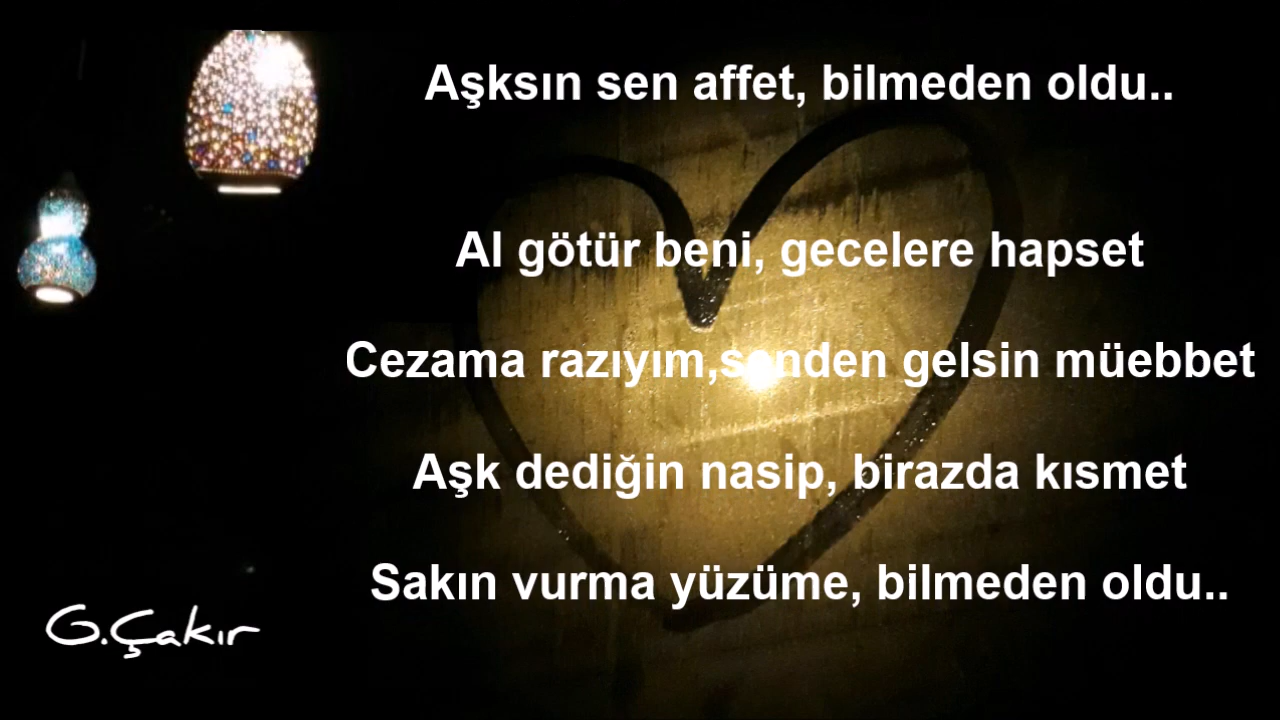 Aşksın sen affet, bilmeden oldu..
Al götür beni, gecelere hapset
Cezama razıyım,senden gelsin müebbet
Aşk dediğin nasip, birazda kısmet
Sakın vurma yüzüme, bilmeden oldu..
G.Çakır